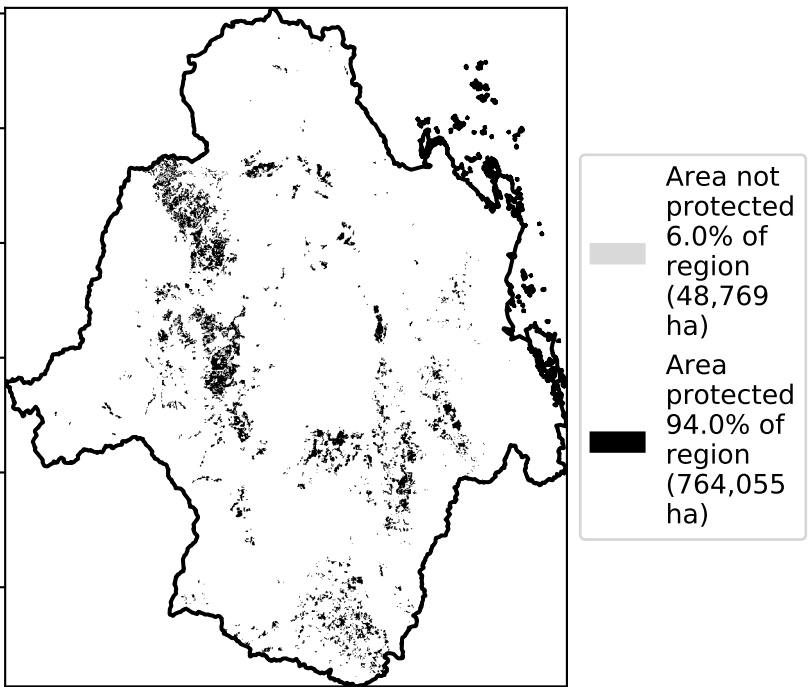 Area not
protected
6.0% of
region
(48,769
ha)
Area
protected
94.0% of
region
(764,055
ha)